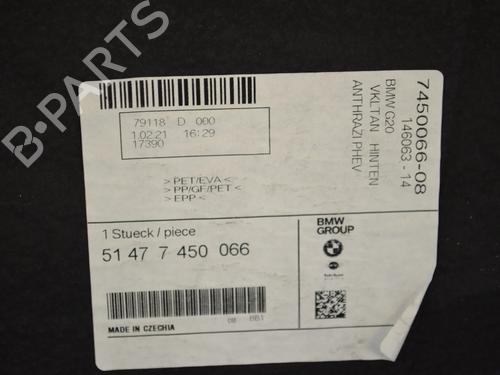 B-PARTS
79118 D 000
1.02.21 16:29
17390
> PET/EVA <
> PP/GF/PET <
> EPP <
7450066-08
146063-14
BMW G20
VKLTAN HINTEN
ANTHRAZI PHEV
1 Stueck / piece
51 47 7 450 066
MADE IN CZECHIA
BMW
GROUP